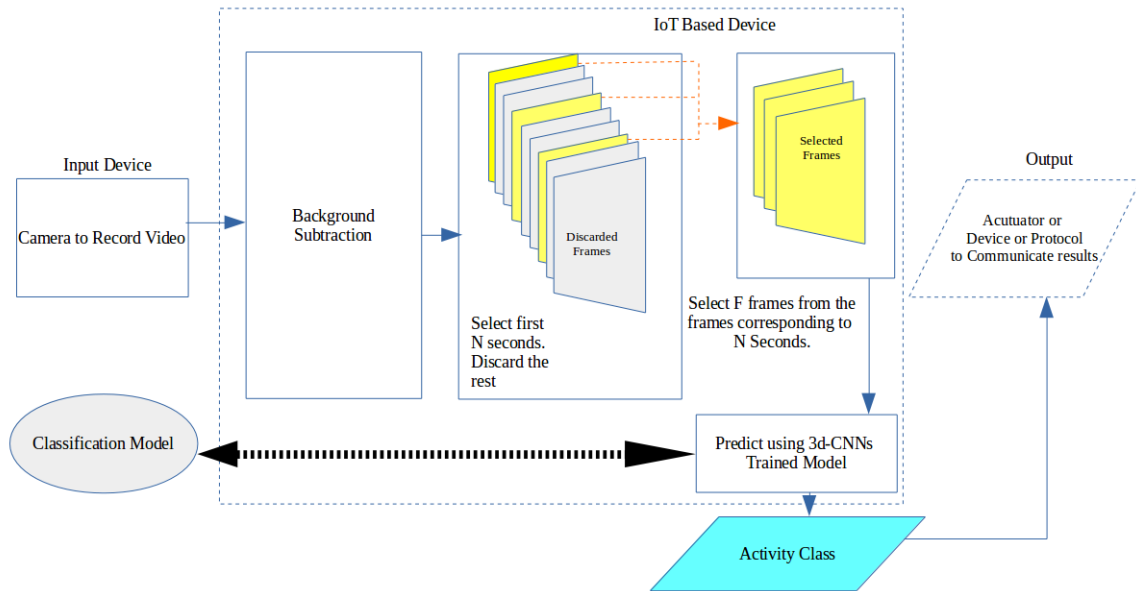 IoT Based Device
Input Device
Camera to Record Video
Background
Subtraction
Discarded
Frames
Select first
N seconds.
Discard the
rest
Selected
Frames
Select F frames from the
frames corresponding to
N Seconds.
Output
Acutuator or
Device or Protocol
to Communicate results
Classification Model
Predict using 3d-CNNs
Trained Model
Activity Class